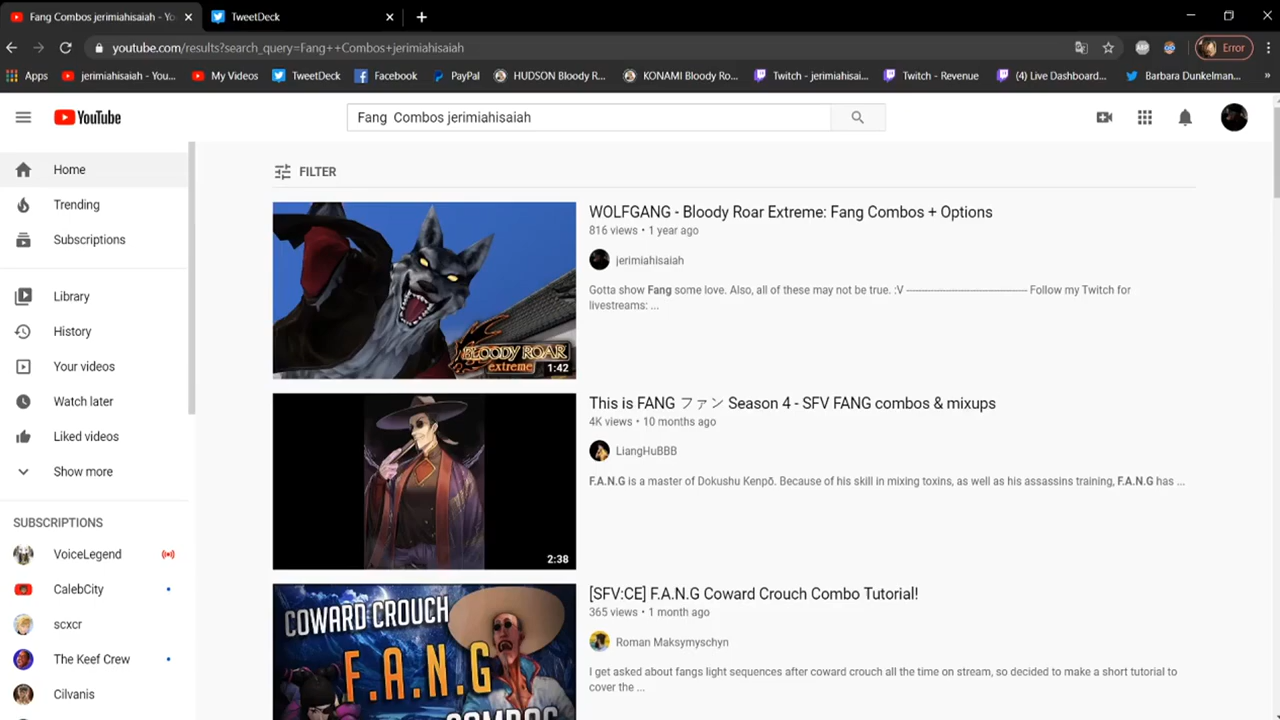 Fang Combos jerimiahisaiah - Yo
TweetDeck
youtube.com/results?search_query=Fang++Combos+jerimiahisaiah
Error
Apps
jerimiahisaiah - You...
My Videos
TweetDeck
Facebook
PayPal
HUDSON Bloody R...
KONAMI Bloody Ro...
Twitch - jerimiahisai...
Twitch - Revenue
(4) Live Dashboard...
Barbara Dunkelman...
»
YouTube
Fang  Combos jerimiahisaiah
Home
Trending
Subscriptions
Library
History
Your videos
Watch later
Liked videos
Show more
SUBSCRIPTIONS
VoiceLegend
CalebCity
scxcr
The Keef Crew
Cilvanis
FILTER
BLOODY ROAR
extreme
1:42
WOLFGANG - Bloody Roar Extreme: Fang Combos + Options
816 views • 1 year ago
jerimiahisaiah
Gotta show Fang some love. Also, all of these may not be true. :V ------------------------------------------ Follow my Twitch for
livestreams: ...
2:38
This is FANG ファン Season 4 - SFV FANG combos & mixups
4K views • 10 months ago
LiangHuBBB
F.A.N.G is a master of Dokushu Kenpō. Because of his skill in mixing toxins, as well as his assassins training, F.A.N.G has ...
COWARD CROUCH
F.A.N.G
COMBOS
[SFV:CE] F.A.N.G Coward Crouch Combo Tutorial!
365 views • 1 month ago
Roman Maksymyschyn
I get asked about fangs light sequences after coward crouch all the time on stream, so decided to make a short tutorial to
cover the ...